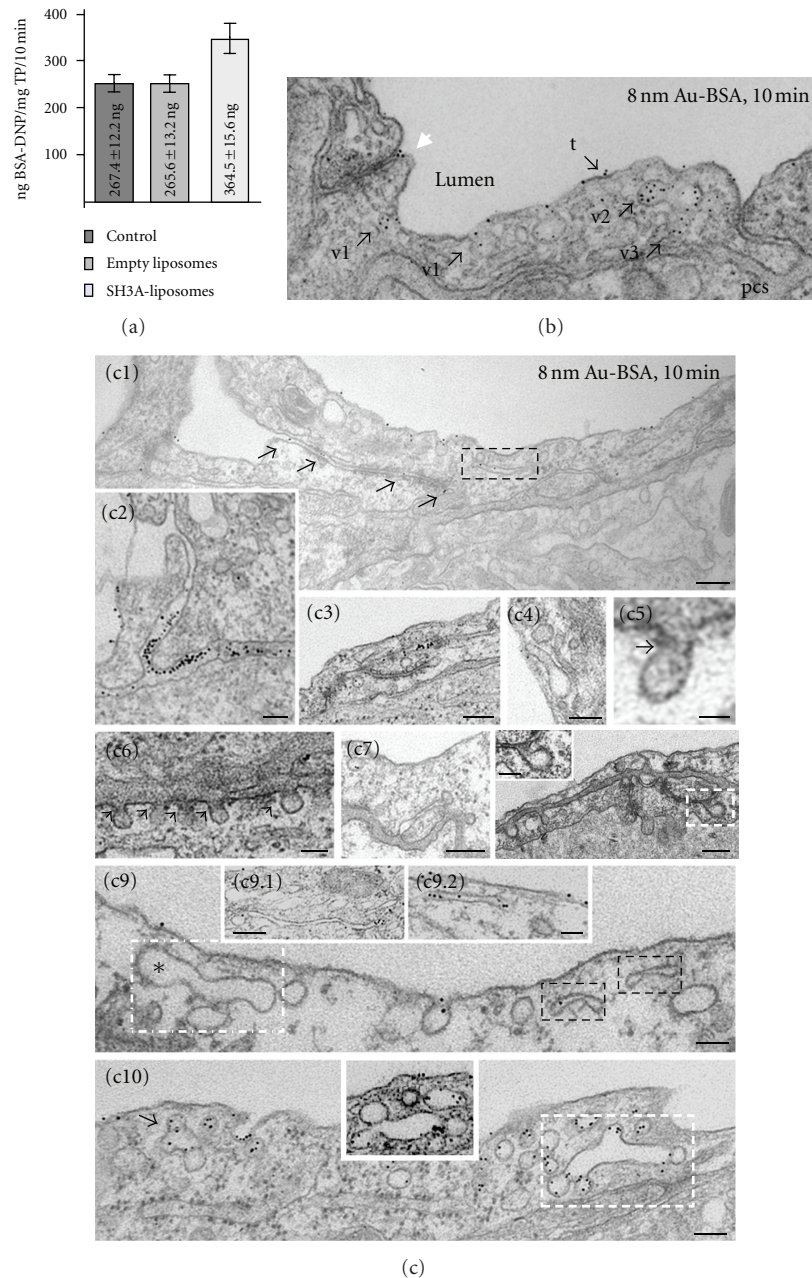 400
300
200
100
ng BSA-DNP/mg TP/10 min
267.4±12.2 ng
265.6±13.2 ng
364.5±15.6 ng
Control
Empty liposomes
SH3A-liposomes
(a)
8 nm Au-BSA, 10 min
t
Lumen
v2
v1
v1
v3
pcs
(b)
(c1)
8 nm Au-BSA, 10 min
(c2)
(c3)
(c4)
(c5)
(c6)
(c7)
(c9)
(c9.1)
(c9.2)
*
(c10)
(c)